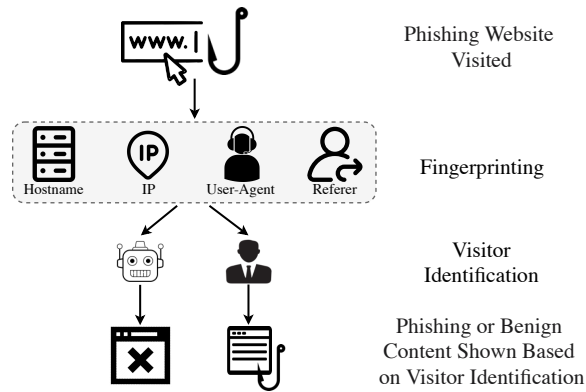 www.
Phishing Website
Visited
IP
Hostname
IP
User-Agent
Referer
Fingerprinting
Visitor
Identification
Phishing or Benign
Content Shown Based
on Visitor Identification